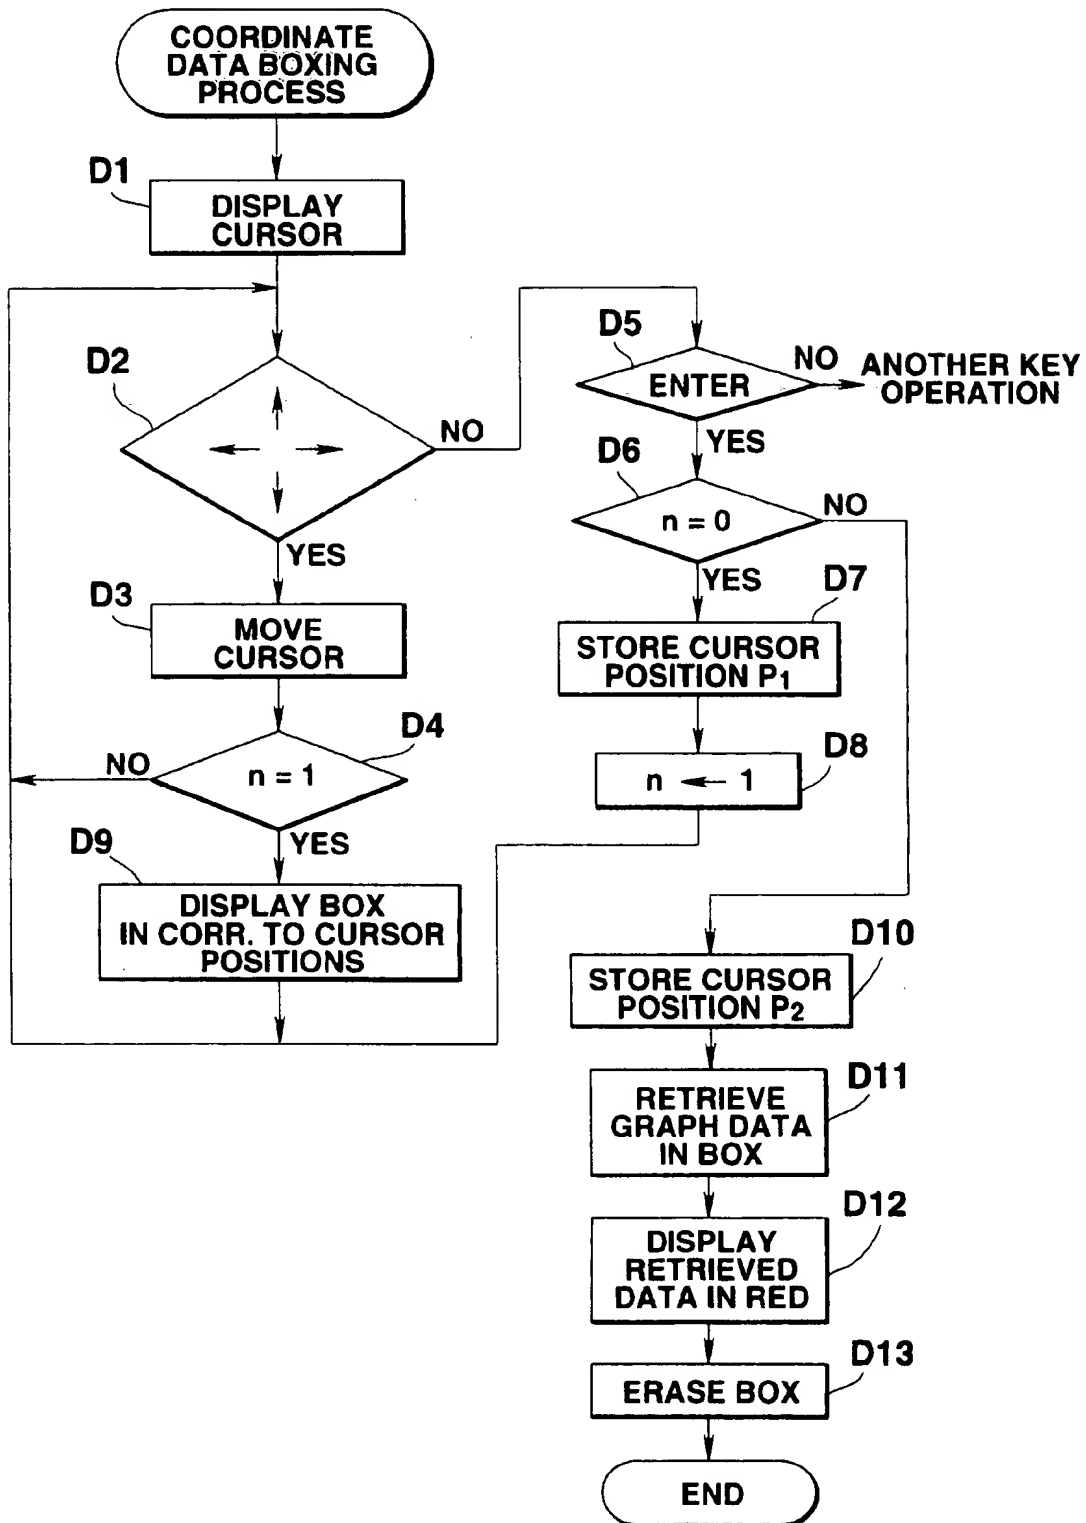 COORDINATE
DATA BOXING
PROCESS
D1
DISPLAY
CURSOR
D2
NO
YES
D3
MOVE
CURSOR
D4
NO
n = 1
YES
D9
DISPLAY BOX
IN CORR. TO CURSOR
POSITIONS
D5
ENTER
NO
ANOTHER KEY
OPERATION
YES
D6
n = 0
NO
YES
D7
STORE CURSOR
POSITION P1
D8
n ← 1
D10
STORE CURSOR
POSITION P2
D11
RETRIEVE
GRAPH DATA
IN BOX
D12
DISPLAY
RETRIEVED
DATA IN RED
D13
ERASE BOX
END